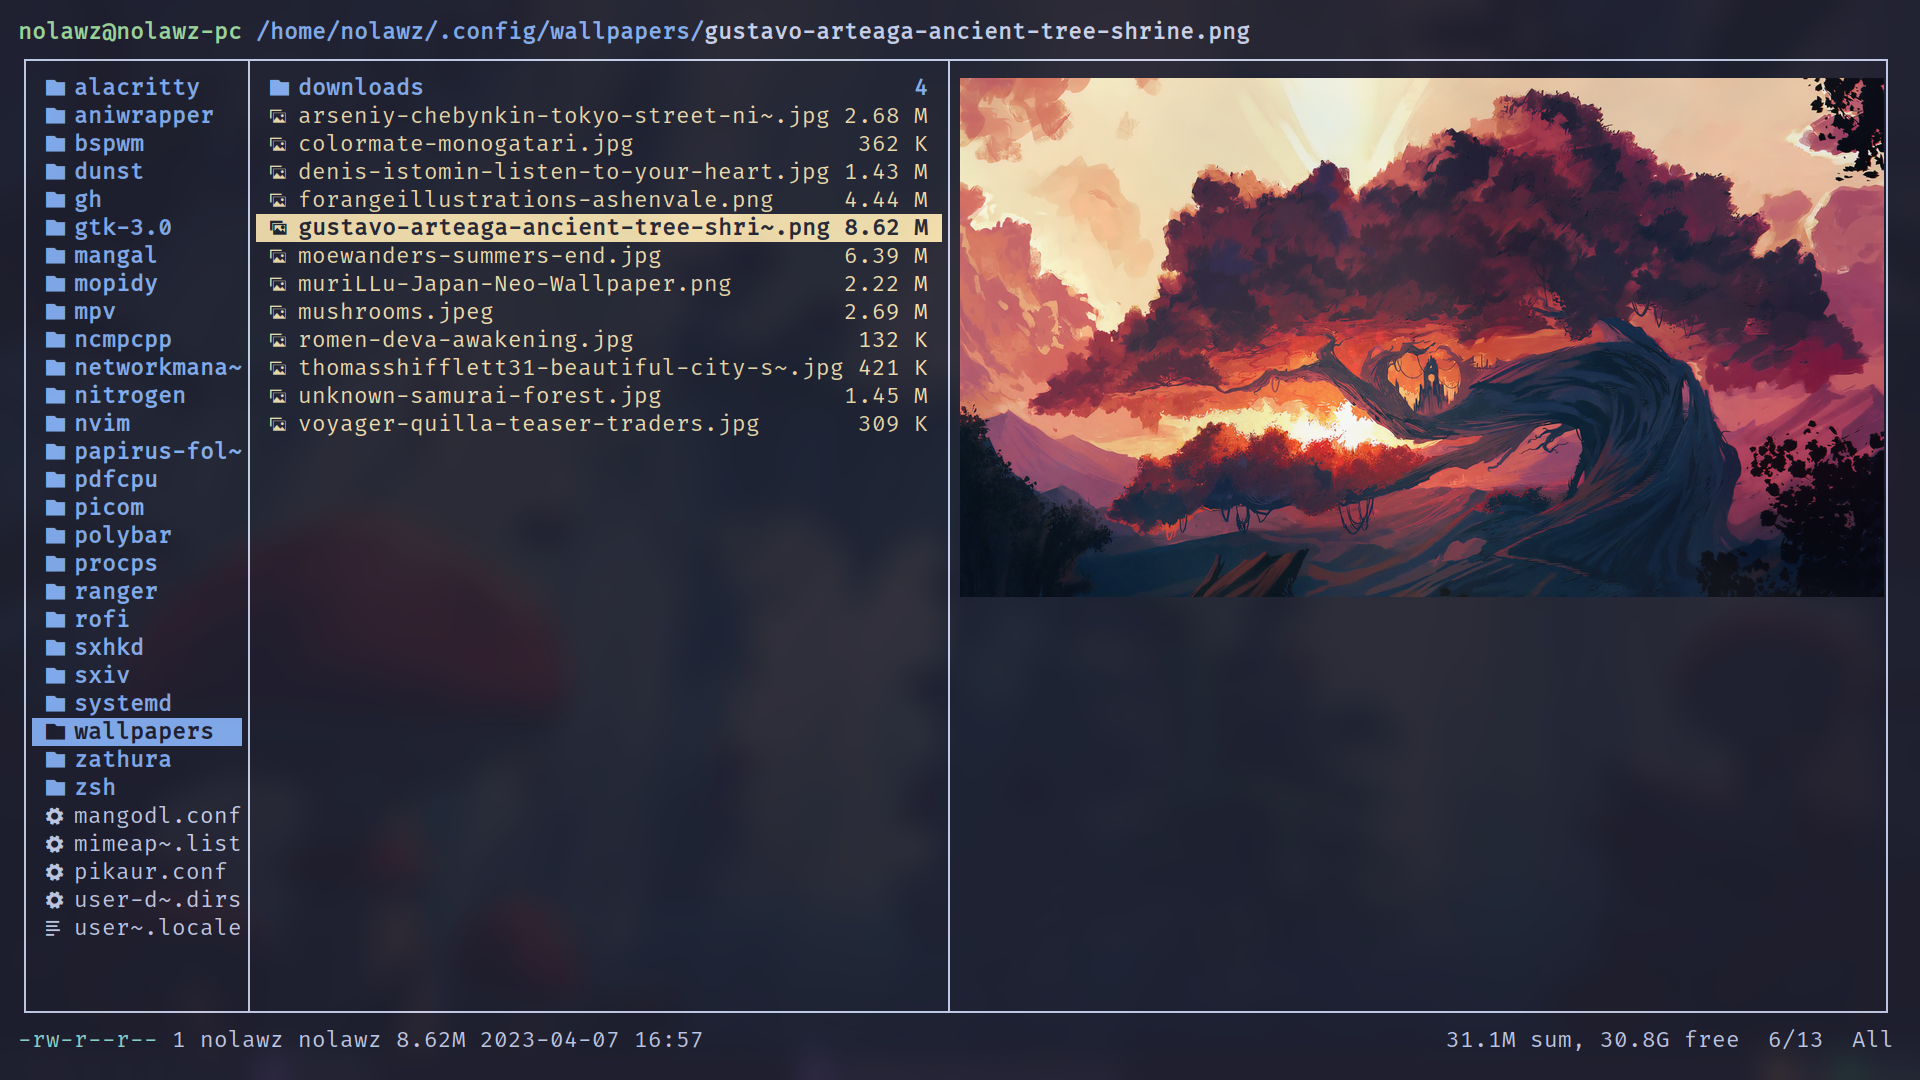 nolawz@nolawz-pc /home/nolawz/.config/wallpapers/gustavo-arteaga-ancient-tree-shrine.png
alacritty
aniwrapper
bspwm
dunst
gh
gtk-3.0
mangal
mopidy
mpv
ncmpcpp
networkmana~
nitrogen
nvim
papirus-fol~
pdfcpu
picom
polybar
procps
ranger
rofi
sxhkd
sxiv
systemd
wallpapers
zathura
zsh
mangodl.conf
mimeap~.list
pikaur.conf
user-d~.dirs
user~.locale
downloads 4
arseniy-chebynkin-tokyo-street-ni~.jpg 2.68 M
colormate-monogatari.jpg 362 K
denis-istomin-listen-to-your-heart.jpg 1.43 M
forangeillustrations-ashenvale.png 4.44 M
gustavo-arteaga-ancient-tree-shri~.png 8.62 M
moewanders-summers-end.jpg 6.39 M
muriLLu-Japan-Neo-Wallpaper.png 2.22 M
mushrooms.jpeg 2.69 M
romen-deva-awakening.jpg 132 K
thomasshifflett31-beautiful-city-s~.jpg 421 K
unknown-samurai-forest.jpg 1.45 M
voyager-quilla-teaser-traders.jpg 309 K
-rw-r--r-- 1 nolawz nolawz 8.62M 2023-04-07 16:57 31.1M sum, 30.8G free 6/13 All